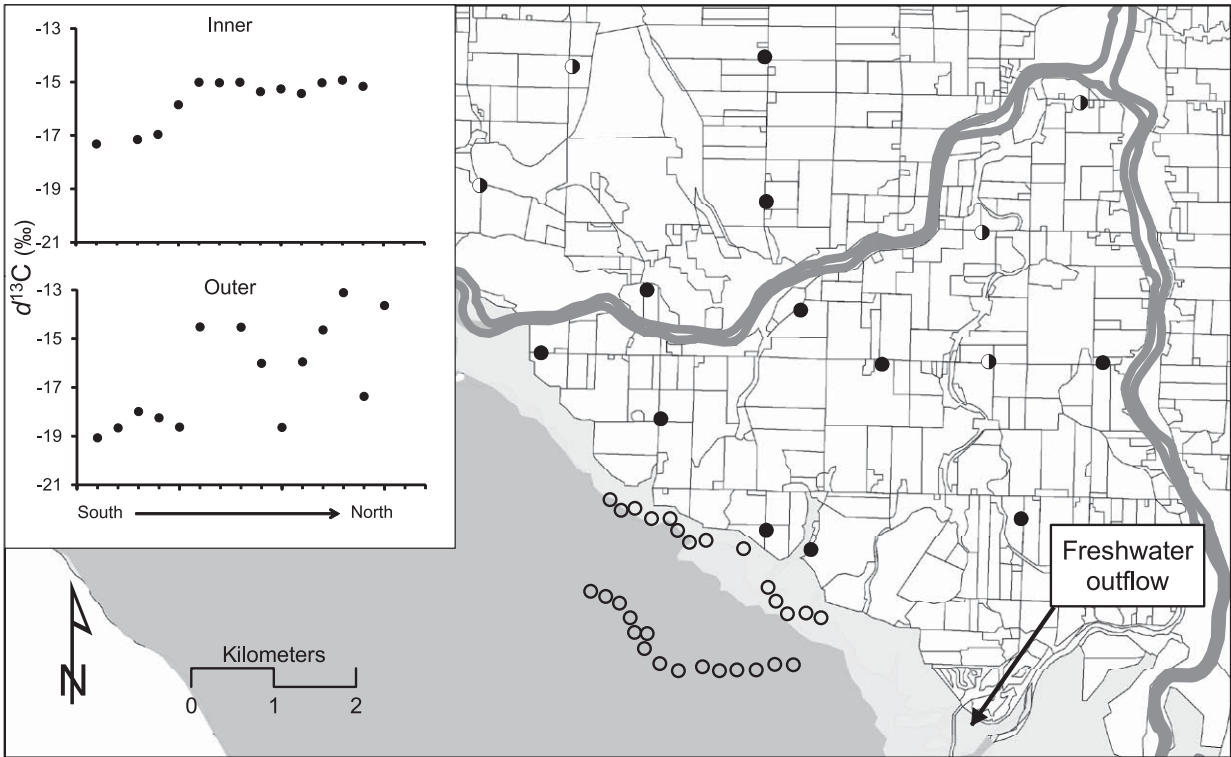 Inner
-13
-15
-17
-19
-21
d13C (‰)
Outer
-13
-15
-17
-19
-21
South North
Freshwater
outflow
N
Kilometers
0 1 2